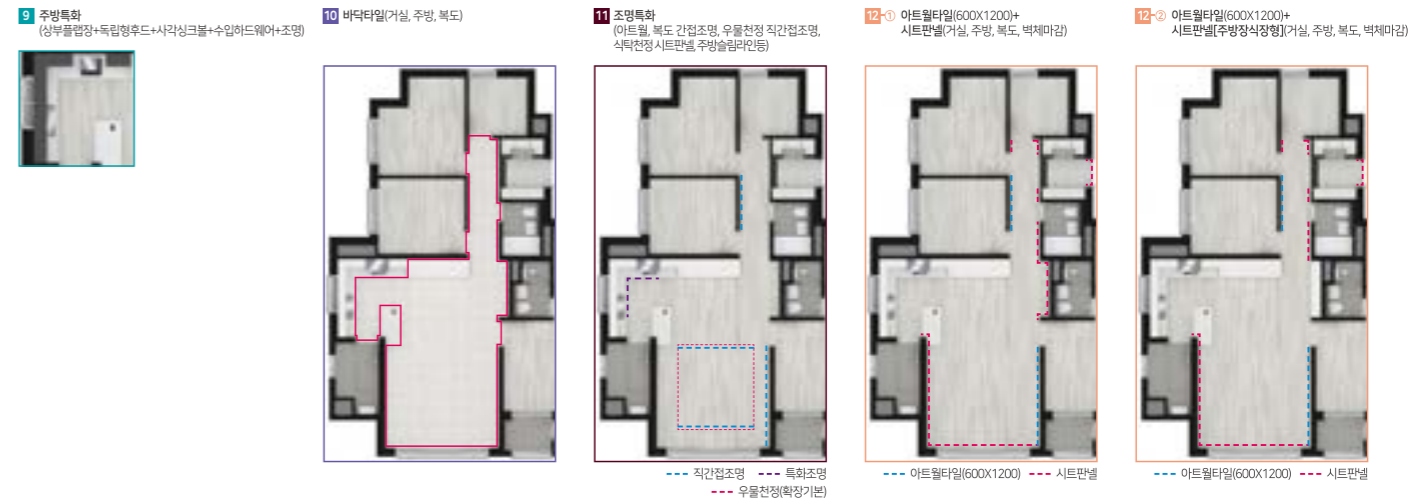 9 주방특화
(상부플랩장+독립형후드+사각싱크볼+수입하드웨어+조명)
10 바닥타일(거실, 주방, 복도)
11 조명특화
(아트월, 복도 간접조명, 우물천정 직간접조명,
식탁천정 시트판넬, 주방슬림라인등)
12-① 아트월타일(600X1200)+
시트판넬(거실, 주방, 복도, 벽체마감)
12-② 아트월타일(600X1200)+
시트판넬[주방장식장형](거실, 주방, 복도, 벽체마감)
직간접조명 특화조명
우물천정(확장기본)
아트월타일(600X1200) 시트판넬
아트월타일(600X1200) 시트판넬